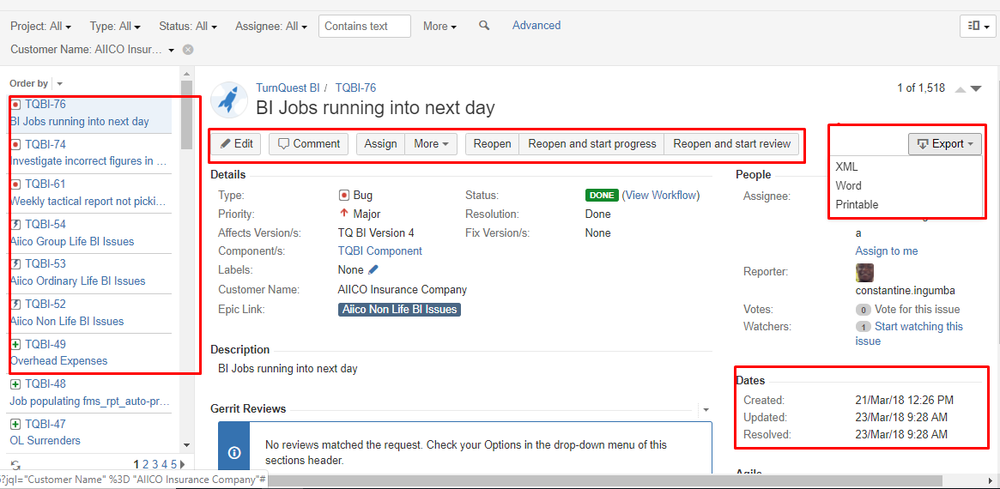 Project: All Type: All Status: All Assignee: All Contains text More Advanced
Customer Name: AIICO Insur...
Order by
TQBI-76
BI Jobs running into next day
TQBI-74
Investigate incorrect figures in ...
TQBI-61
Weekly tactical report not picki...
TQBI-54
Aiico Group Life BI Issues
TQBI-53
Aiico Ordinary Life BI Issues
TQBI-52
Aiico Non Life BI Issues
TQBI-49
Overhead Expenses
TQBI-48
Job populating fms_rpt_auto-pr...
TQBI-47
OL Surrenders
1 2 3 4 5
?jql="Customer Name" %3D "AIICO Insurance Company"#
TurnQuest BI / TQBI-76
BI Jobs running into next day
1 of 1,518
Edit Comment Assign More Reopen Reopen and start progress Reopen and start review
Export
XML
Word
Printable
Details
Type: Bug
Status: DONE (View Workflow)
Priority: Major
Resolution: Done
Affects Version/s: TQ BI Version 4
Fix Version/s: None
Component/s: TQBI Component
Labels: None
Customer Name: AIICO Insurance Company
Epic Link: Aiico Non Life BI Issues
Description
BI Jobs running into next day
Gerrit Reviews
No reviews matched the request. Check your Options in the drop-down menu of this
sections header.
People
Assignee:
a
Assign to me
Reporter:
constantine.ingumba
Votes: 0 Vote for this issue
Watchers: 1 Start watching this
issue
Dates
Created: 21/Mar/18 12:26 PM
Updated: 23/Mar/18 9:28 AM
Resolved: 23/Mar/18 9:28 AM
Agile